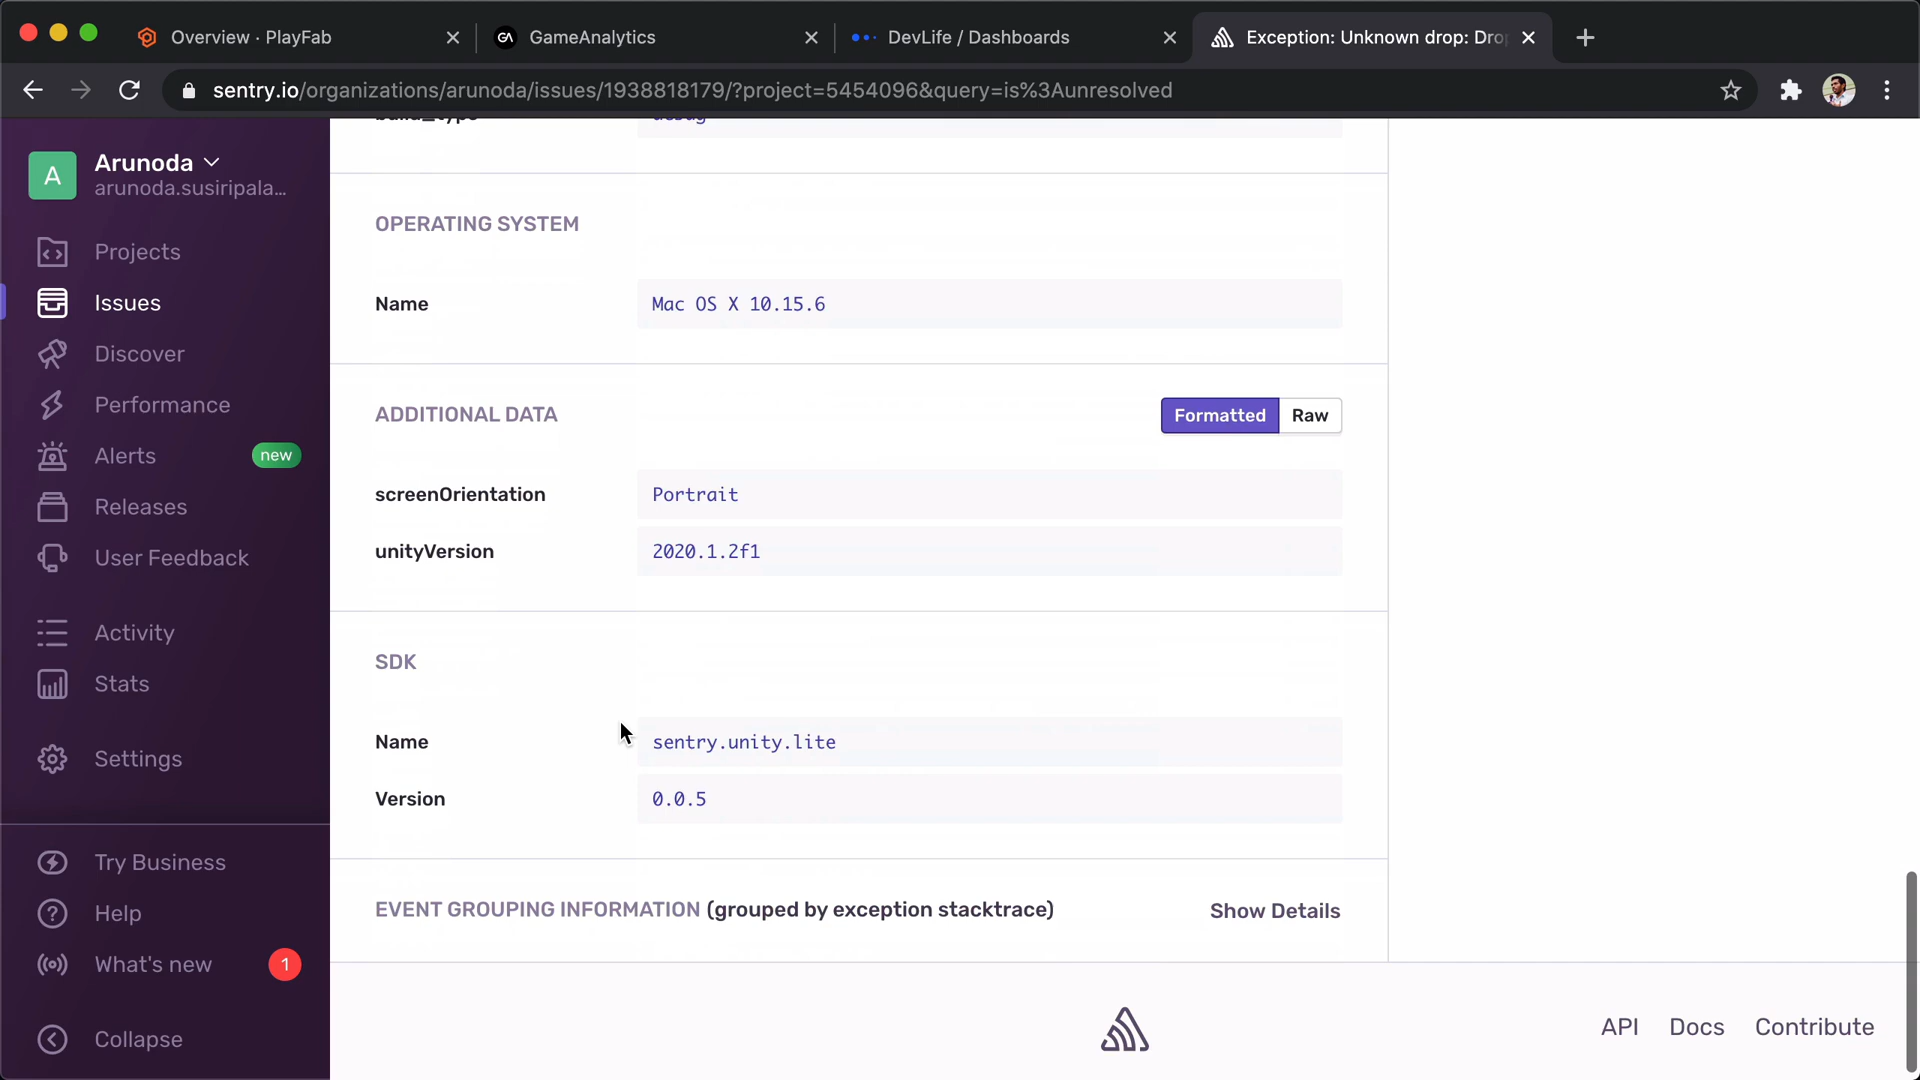 Overview · PlayFab
GameAnalytics
DevLife / Dashboards
Exception: Unknown drop: Dro
sentry.io/organizations/arunoda/issues/1938818179/?project=5454096&query=is%3Aunresolved
A
Arunoda
arunoda.susiripala...
Projects
Issues
Discover
Performance
Alerts
new
Releases
User Feedback
Activity
Stats
Settings
Try Business
Help
What's new
1
Collapse
build_type
debug
OPERATING SYSTEM
Name
Mac OS X 10.15.6
ADDITIONAL DATA
Formatted
Raw
screenOrientation
Portrait
unityVersion
2020.1.2f1
SDK
Name
sentry.unity.lite
Version
0.0.5
EVENT GROUPING INFORMATION (grouped by exception stacktrace)
Show Details
API
Docs
Contribute